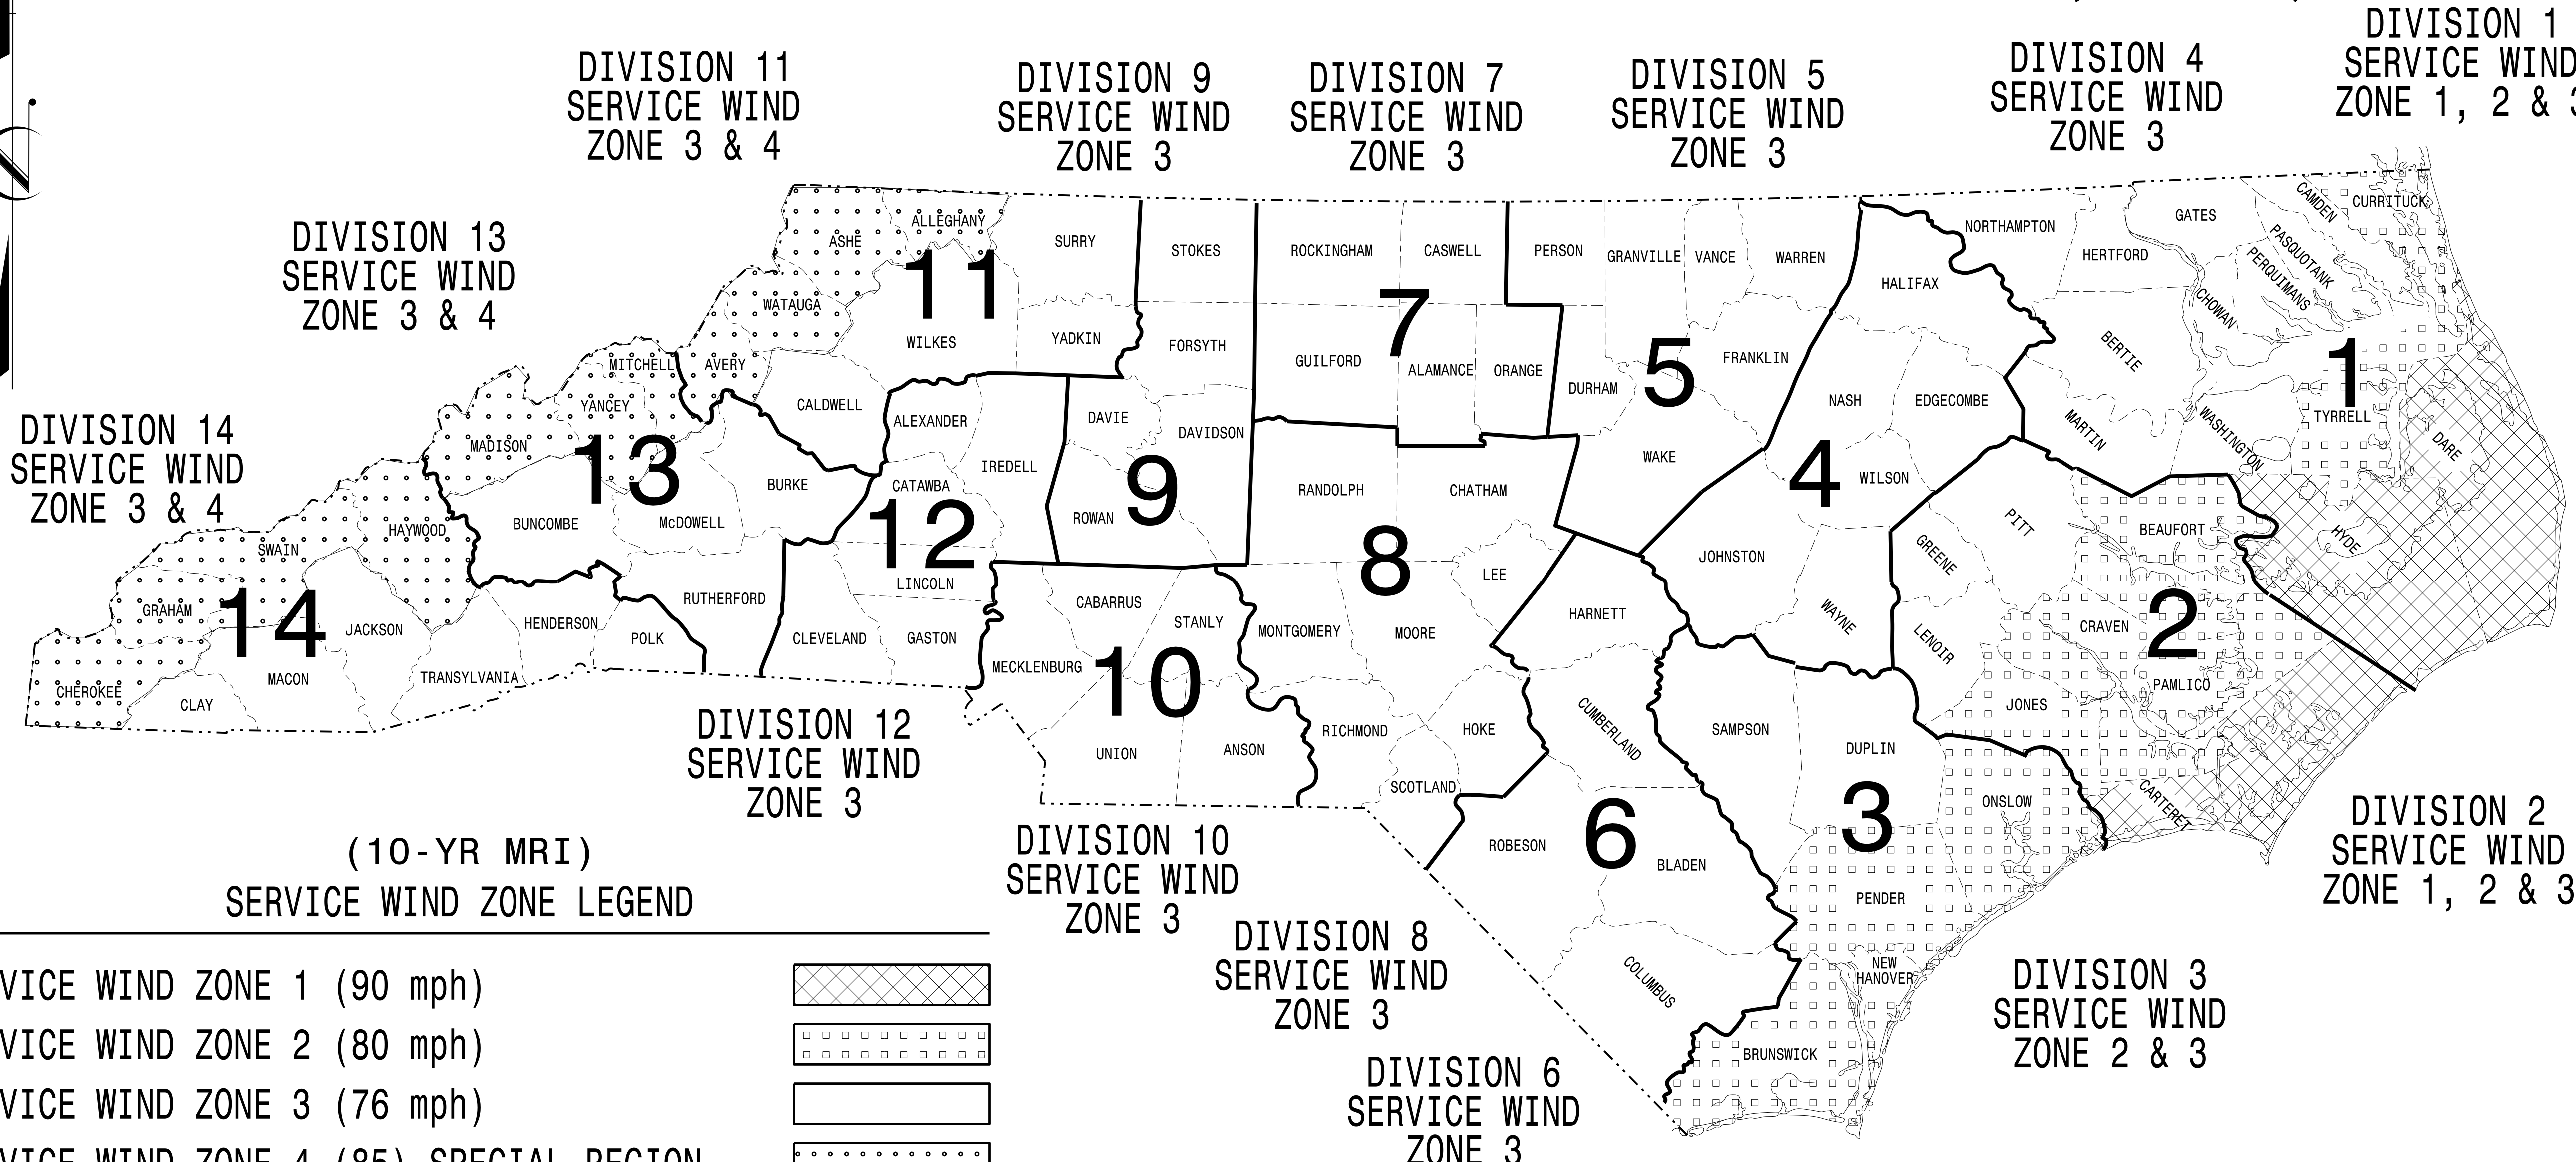 DIVISION 1
SERVICE WIND
ZONE 1, 2 & 3
DIVISION 4
SERVICE WIND
ZONE 3
DIVISION 5
SERVICE WIND
ZONE 3
DIVISION 7
SERVICE WIND
ZONE 3
DIVISION 9
SERVICE WIND
ZONE 3
DIVISION 11
SERVICE WIND
ZONE 3 & 4
DIVISION 13
SERVICE WIND
ZONE 3 & 4
DIVISION 14
SERVICE WIND
ZONE 3 & 4
ASHE
ALLEGHANY
SURRY
STOKES
ROCKINGHAM
CASWELL
PERSON
GRANVILLE
VANCE
WARREN
HALIFAX
NORTHAMPTON
HERTFORD
GATES
CAMDEN
CURRITUCK
PASQUOTANK
PERQUIMANS
CHOWAN
11
WATAUGA
WILKES
YADKIN
FORSYTH
7
GUILFORD
ALAMANCE
ORANGE
DURHAM
5
FRANKLIN
NASH
EDGECOMBE
BERTIE
MARTIN
WASHINGTON
1
TYRRELL
DARE
HYDE
MITCHELL
AVERY
YANCEY
CALDWELL
ALEXANDER
DAVIE
DAVIDSON
MADISON
13
IREDELL
BURKE
CATAWBA
9
ROWAN
RANDOLPH
CHATHAM
WAKE
4
WILSON
PITT
BEAUFORT
HAYWOOD
BUNCOMBE
McDOWELL
12
LINCOLN
8
LEE
JOHNSTON
GREENE
WAYNE
SWAIN
GRAHAM
14
JACKSON
HENDERSON
POLK
RUTHERFORD
CLEVELAND
GASTON
CABARRUS
STANLY
MONTGOMERY
MOORE
HARNETT
LENOIR
CRAVEN
2
CHEROKEE
CLAY
MACON
TRANSYLVANIA
MECKLENBURG
10
UNION
ANSON
RICHMOND
HOKE
SCOTLAND
CUMBERLAND
SAMPSON
DUPLIN
JONES
PAMLICO
ONSLOW
CARTERET
3
ROBESON
6
BLADEN
PENDER
COLUMBUS
NEW
HANOVER
BRUNSWICK
DIVISION 12
SERVICE WIND
ZONE 3
DIVISION 10
SERVICE WIND
ZONE 3
DIVISION 8
SERVICE WIND
ZONE 3
DIVISION 6
SERVICE WIND
ZONE 3
DIVISION 3
SERVICE WIND
ZONE 2 & 3
DIVISION 2
SERVICE WIND
ZONE 1, 2 & 3
(10-YR MRI)
SERVICE WIND ZONE LEGEND
VICE WIND ZONE 1 (90 mph)
VICE WIND ZONE 2 (80 mph)
VICE WIND ZONE 3 (76 mph)
VICE WIND ZONE 4 (85) SPECIAL REGION